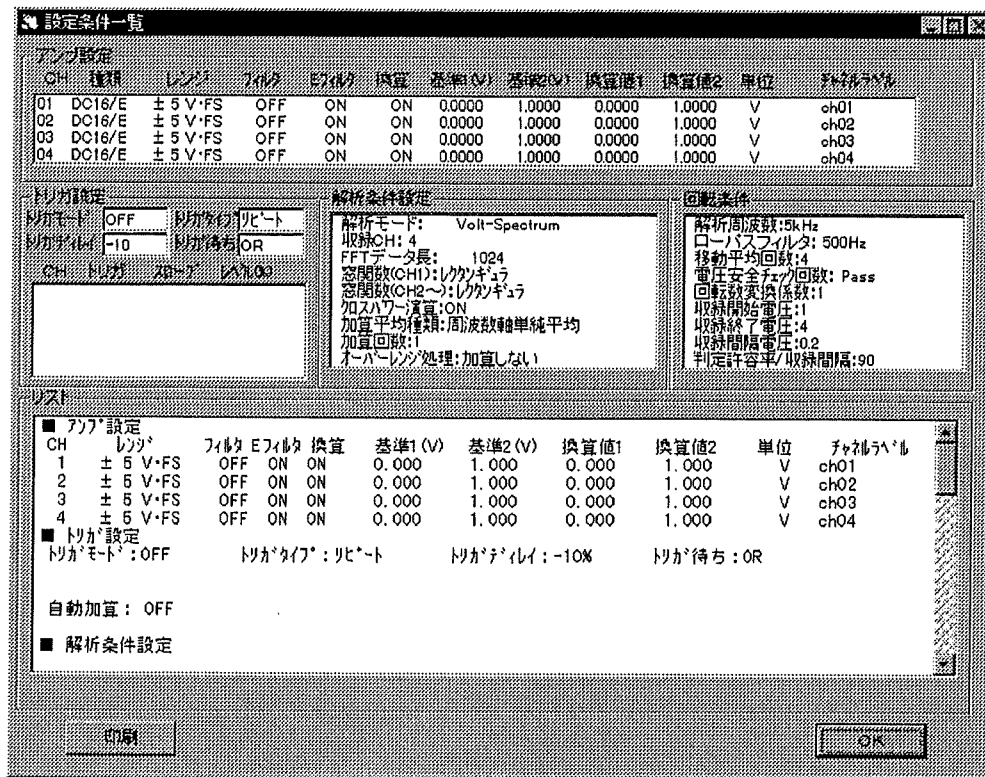 設定条件一覧
アンプ設定
CH 種類 レンジ フィルタ Eフィルタ 換算 基準1(V) 基準2(V) 換算値1 換算値2 単位 チャネルラベル
01 DC16/E ± 5 V・FS OFF ON ON 0.0000 1.0000 0.0000 1.0000 V ch01
02 DC16/E ± 5 V・FS OFF ON ON 0.0000 1.0000 0.0000 1.0000 V ch02
03 DC16/E ± 5 V・FS OFF ON ON 0.0000 1.0000 0.0000 1.0000 V ch03
04 DC16/E ± 5 V・FS OFF ON ON 0.0000 1.0000 0.0000 1.0000 V ch04
トリガ設定
トリガモード OFF トリガタイプ リピート
トリガディレイ -10 トリガ待ち OR
CH トリガ スロープ レベル(%)
解析条件設定
解析モード: Volt-Spectrum
収録CH: 4
FFTデータ長: 1024
窓関数(CH1):レクタンギュラ
窓関数(CH2~):レクタンギュラ
クロスパワー演算:ON
加算平均種類:周波数軸単純平均
加算回数:1
オーバーレンジ処理:加算しない
回転条件
解析周波数:5kHz
ローパスフィルタ: 500Hz
移動平均回数:4
電圧安全チェック回数: Pass
回転数変換係数:1
収録開始電圧:1
収録終了電圧:4
収録間隔電圧:0.2
判定許容率/収録間隔:90
リスト
■ アンプ設定
CH レンジ フィルタ Eフィルタ 換算 基準1(V) 基準2(V) 換算値1 換算値2 単位 チャネルラベル
1 ± 5 V・FS OFF ON ON 0.000 1.000 0.000 1.000 V ch01
2 ± 5 V・FS OFF ON ON 0.000 1.000 0.000 1.000 V ch02
3 ± 5 V・FS OFF ON ON 0.000 1.000 0.000 1.000 V ch03
4 ± 5 V・FS OFF ON ON 0.000 1.000 0.000 1.000 V ch04
■ トリガ設定
トリガモード:OFF トリガタイプ:リピート トリガディレイ:-10% トリガ待ち:OR
自動加算: OFF
■ 解析条件設定
印刷 OK